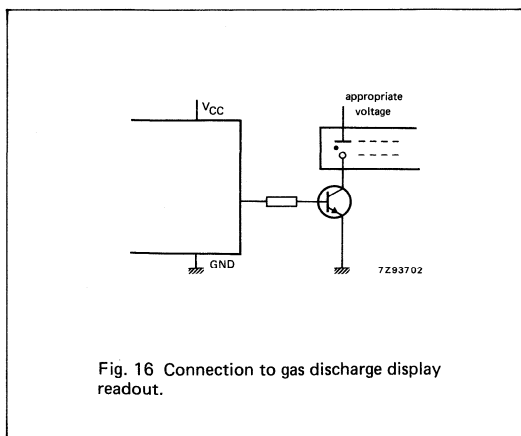 VCC
appropriate
voltage
GND
7Z93702
Fig. 16 Connection to gas discharge display
readout.